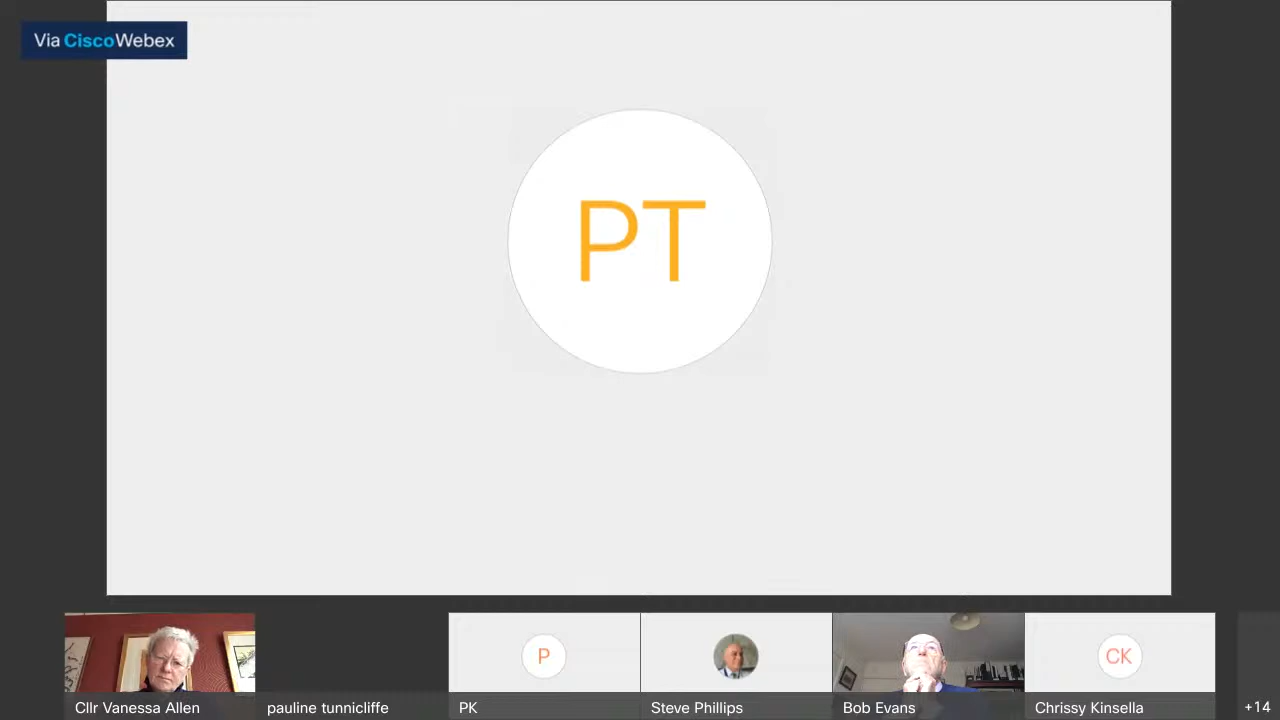 Via CiscoWebex
PT
P
CK
Cllr Vanessa Allen
pauline tunnicliffe
PK
Steve Phillips
Bob Evans
Chrissy Kinsella
+14